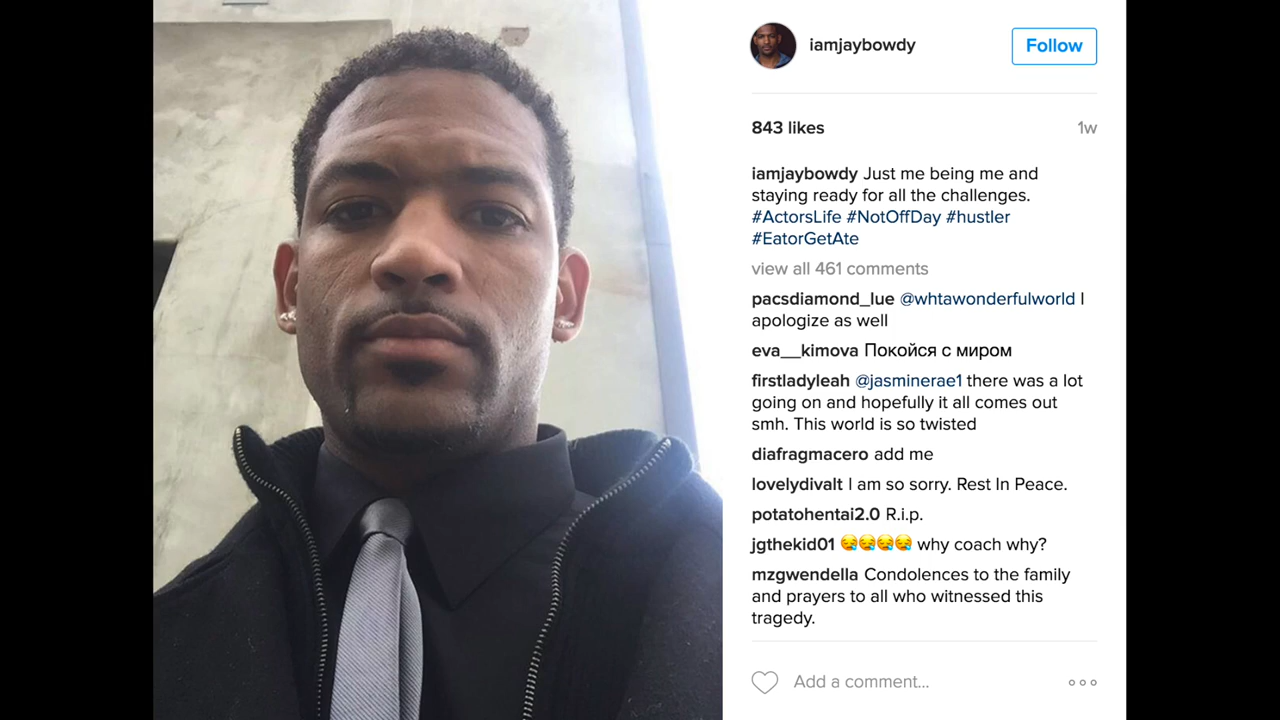 iamjaybowdy
Follow
843 likes
1w
iamjaybowdy Just me being me and
staying ready for all the challenges.
#ActorsLife #NotOffDay #hustler
#EatorGetAte
view all 461 comments
pacsdiamond_lue @whtawonderfulworld I
apologize as well
eva__kimova Покойся с миром
firstladyleah @jasminerae1 there was a lot
going on and hopefully it all comes out
smh. This world is so twisted
diafragmacero add me
lovelydivalt I am so sorry. Rest In Peace.
potatohentai2.0 R.i.p.
jgthekid01 😪😪😪😪 why coach why?
mzgwendella Condolences to the family
and prayers to all who witnessed this
tragedy.
Add a comment...